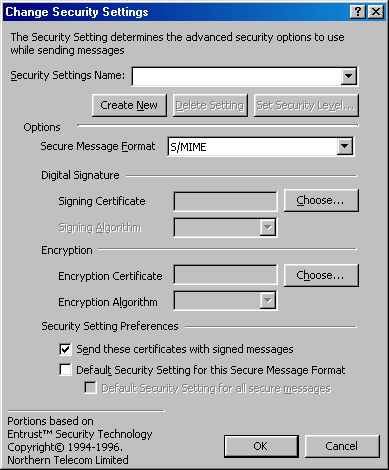 Change Security Settings
The Security Setting determines the advanced security options to use
while sending messages
Security Settings Name:
Create New Delete Setting Set Security Level...
Options
Secure Message Format S/MIME
Digital Signature
Signing Certificate Choose...
Signing Algorithm
Encryption
Encryption Certificate Choose...
Encryption Algorithm
Security Setting Preferences
Send these certificates with signed messages
Default Security Setting for this Secure Message Format
Default Security Setting for all secure messages
Portions based on
Entrust™ Security Technology
Copyright© 1994-1996.
Northern Telecom Limited
OK Cancel